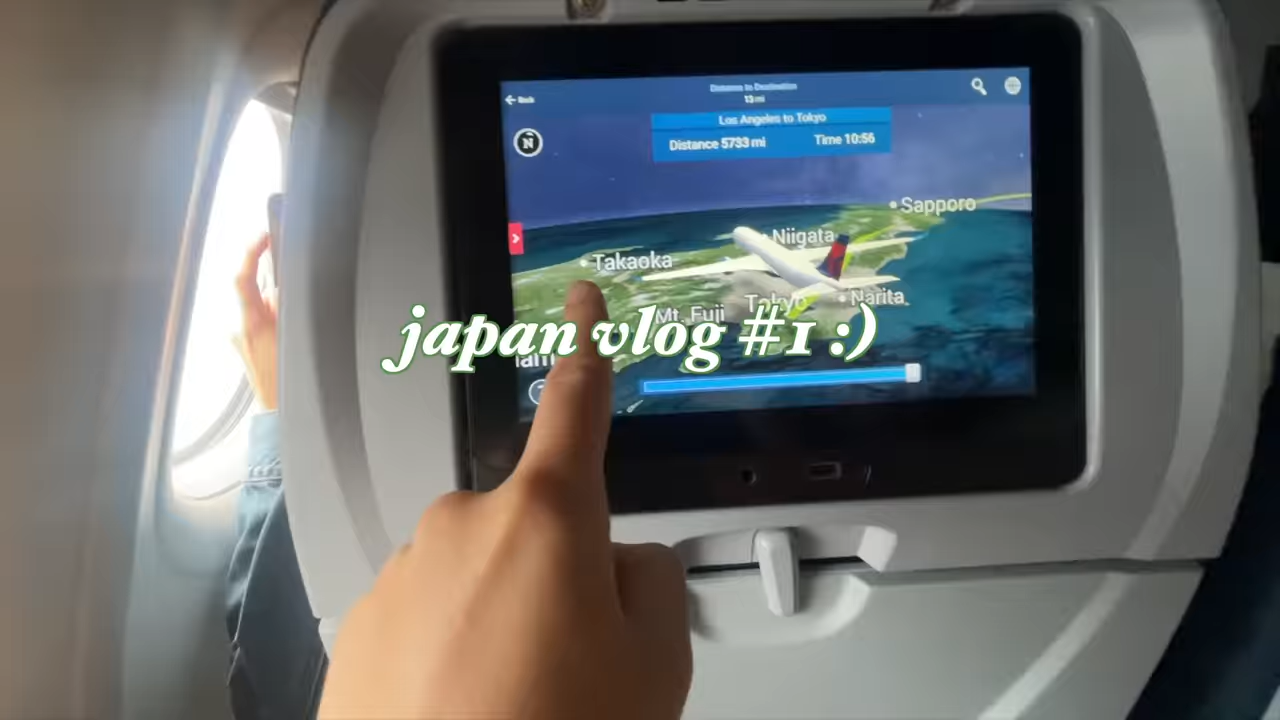 Back
Distance to Destination
13 mi
Los Angeles to Tokyo
Distance 5733 mi
Time 10:56
N
Sapporo
Niigata
Takaoka
Tokyo
Narita
Mt. Fuji
japan vlog #1 :)